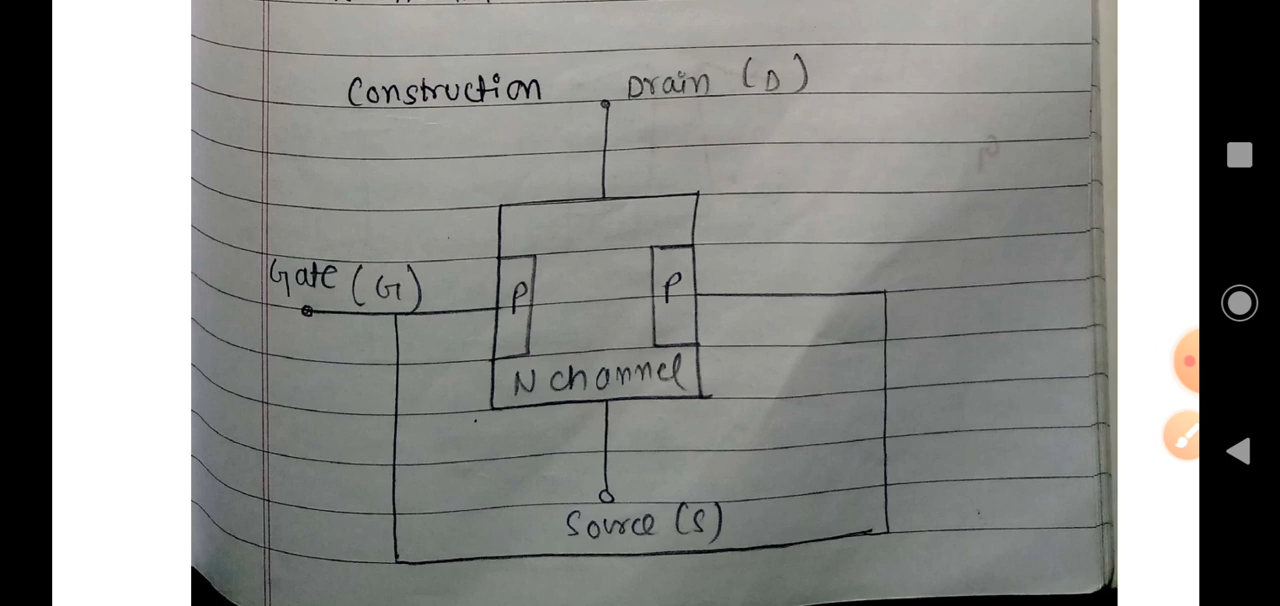 Construction
Drain (D)
Gate (G)
P
P
N channel
Source (S)